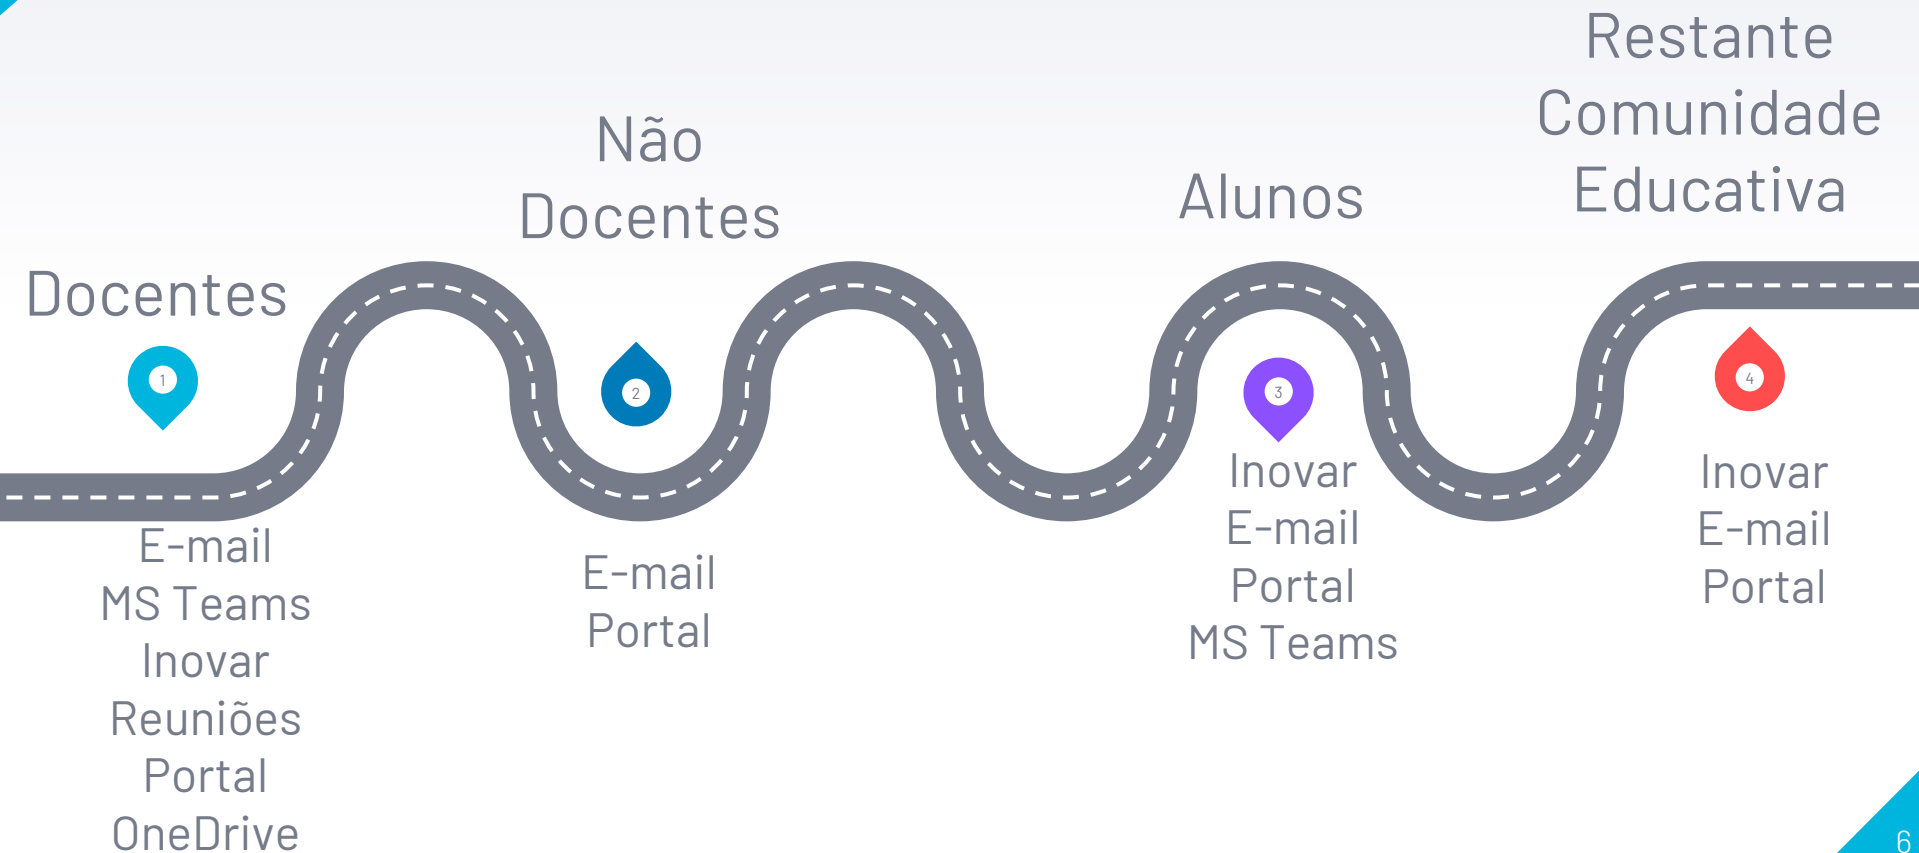 Docentes
1
E-mail
MS Teams
Inovar
Reuniões
Portal
OneDrive
Não
Docentes
2
E-mail
Portal
Alunos
3
Inovar
E-mail
Portal
MS Teams
Restante
Comunidade
Educativa
4
Inovar
E-mail
Portal
6